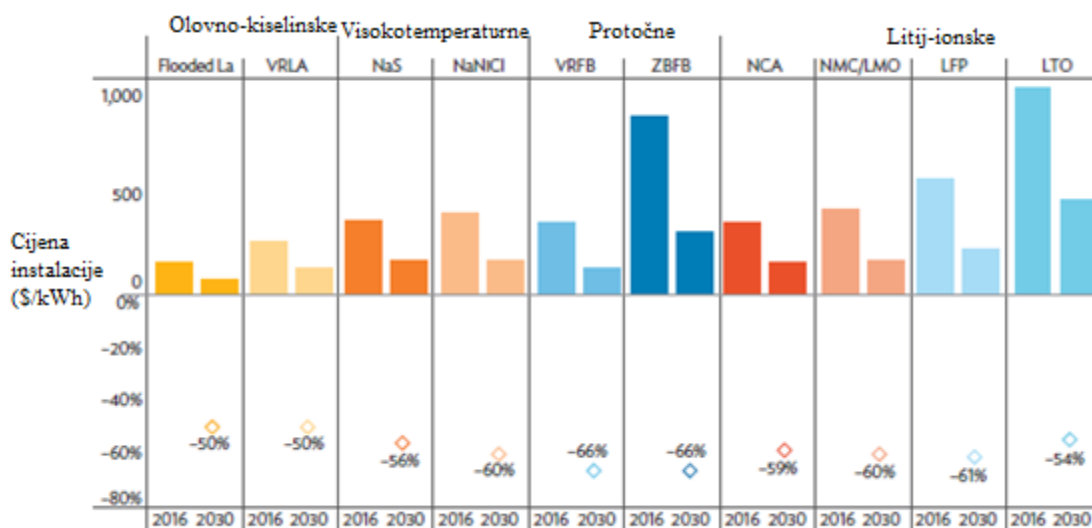 Olovno-kiselinske Visokotemperaturne Protočne Litij-ionske
Flooded La VRLA NaS NaNiCl VRFB ZBFB NCA NMC/LMO LFP LTO
1,000
500
Cijena
instalacije
($/kWh)
0
0%
−20%
−40%
−60%
−80%
−50% −50% −56% −60% −66% −66% −59% −60% −61% −54%
2016 2030 2016 2030 2016 2030 2016 2030 2016 2030 2016 2030 2016 2030 2016 2030 2016 2030 2016 2030